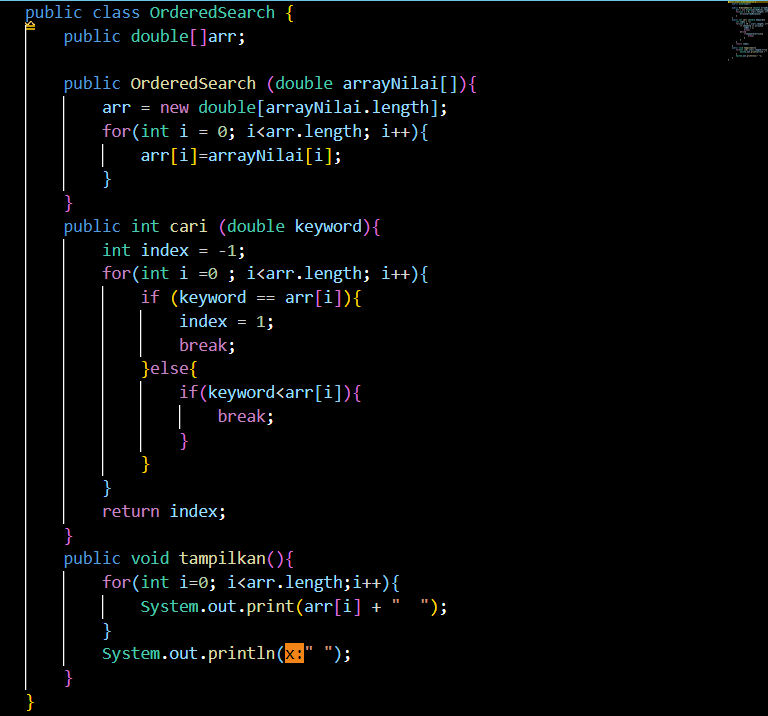 public class OrderedSearch {
    public double[]arr;

    public OrderedSearch (double arrayNilai[]){
        arr = new double[arrayNilai.length];
        for(int i = 0; i<arr.length; i++){
            arr[i]=arrayNilai[i];
        }
    }
    public int cari (double keyword){
        int index = -1;
        for(int i =0 ; i<arr.length; i++){
            if (keyword == arr[i]){
                index = 1;
                break;
            }else{
                if(keyword<arr[i]){
                    break;
                }
            }
        }
        return index;
    }
    public void tampilkan(){
        for(int i=0; i<arr.length;i++){
            System.out.print(arr[i] + "  ");
        }
        System.out.println(x:" ");
    }
}